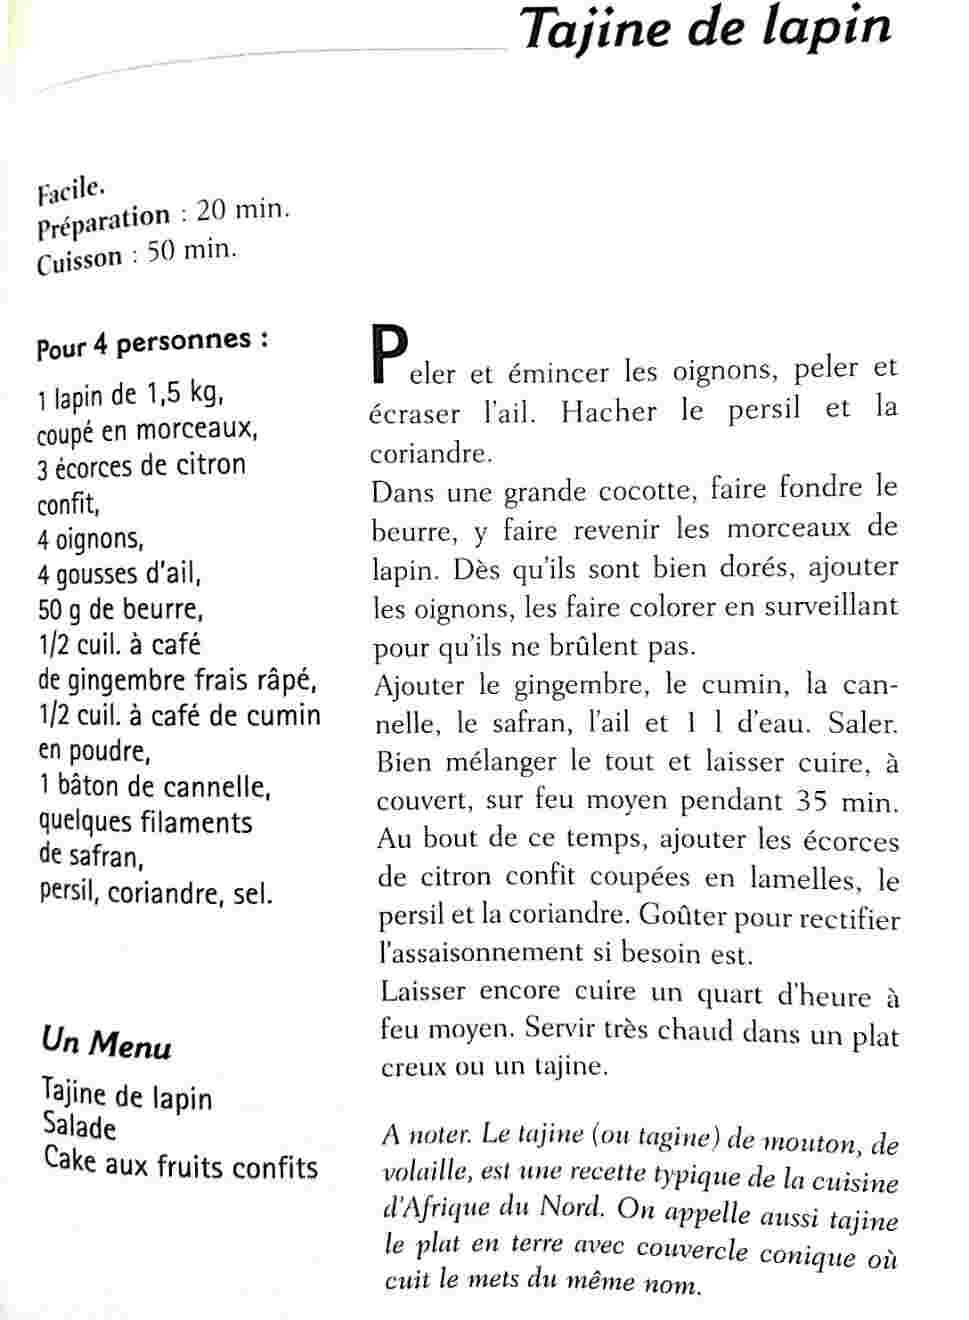 Tajine de lapin
Facile.
Préparation : 20 min.
Cuisson : 50 min.
Pour 4 personnes :
1 lapin de 1,5 kg,
coupé en morceaux,
3 écorces de citron
confit,
4 oignons,
4 gousses d'ail,
50 g de beurre,
1/2 cuil. à café
de gingembre frais râpé,
1/2 cuil. à café de cumin
en poudre,
1 bâton de cannelle,
quelques filaments
de safran,
persil, coriandre, sel.
Un Menu
Tajine de lapin
Salade
Cake aux fruits confits
Peler et émincer les oignons, peler et
écraser l'ail. Hacher le persil et la
coriandre.
Dans une grande cocotte, faire fondre le
beurre, y faire revenir les morceaux de
lapin. Dès qu'ils sont bien dorés, ajouter
les oignons, les faire colorer en surveillant
pour qu'ils ne brûlent pas.
Ajouter le gingembre, le cumin, la can-
nelle, le safran, l'ail et 1 l d'eau. Saler.
Bien mélanger le tout et laisser cuire, à
couvert, sur feu moyen pendant 35 min.
Au bout de ce temps, ajouter les écorces
de citron confit coupées en lamelles, le
persil et la coriandre. Goûter pour rectifier
l'assaisonnement si besoin est.
Laisser encore cuire un quart d'heure à
feu moyen. Servir très chaud dans un plat
creux ou un tajine.
A noter. Le tajine (ou tagine) de mouton, de
volaille, est une recette typique de la cuisine
d'Afrique du Nord. On appelle aussi tajine
le plat en terre avec couvercle conique où
cuit le mets du même nom.